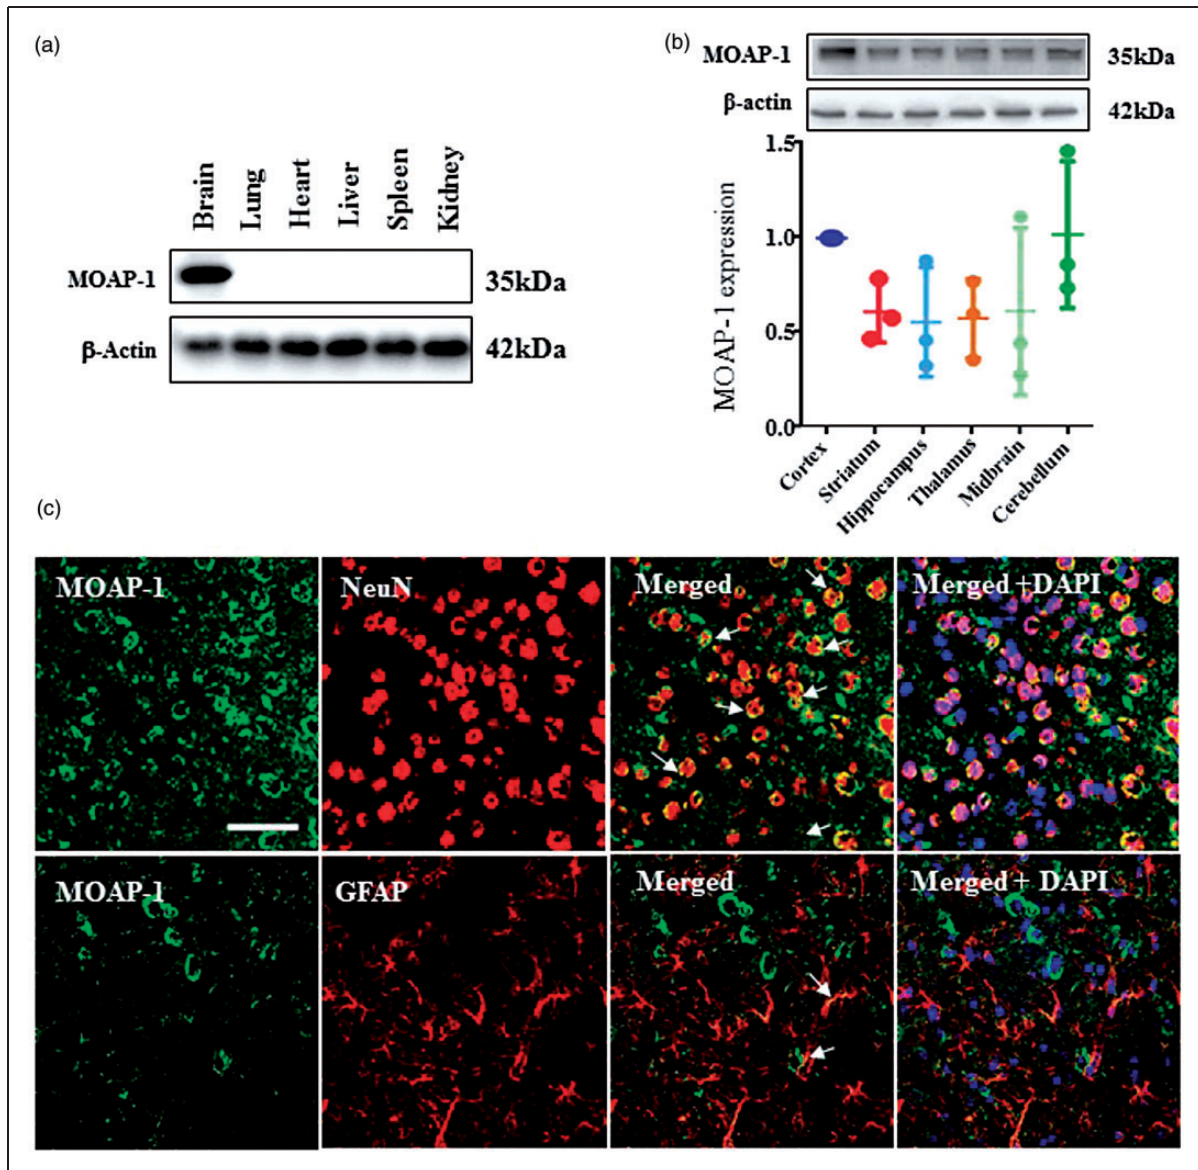 (a)
Brain
Lung
Heart
Liver
Spleen
Kidney
MOAP-1
35kDa
β-Actin
42kDa
(b)
MOAP-1
35kDa
β-actin
42kDa
MOAP-1 expression
1.5
1.0
0.5
0.0
Cortex
Striatum
Hippocampus
Thalamus
Midbrain
Cerebellum
(c)
MOAP-1
NeuN
Merged
Merged +DAPI
MOAP-1
GFAP
Merged
Merged + DAPI